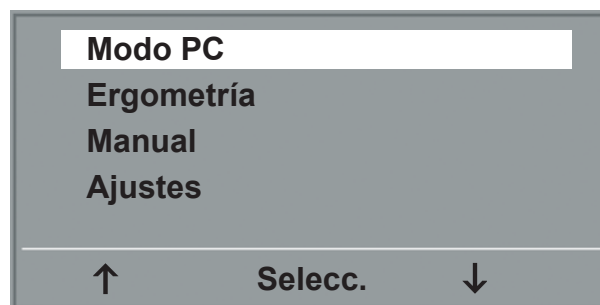 Modo PC
Ergometría
Manual
Ajustes
↑ Selecc. ↓